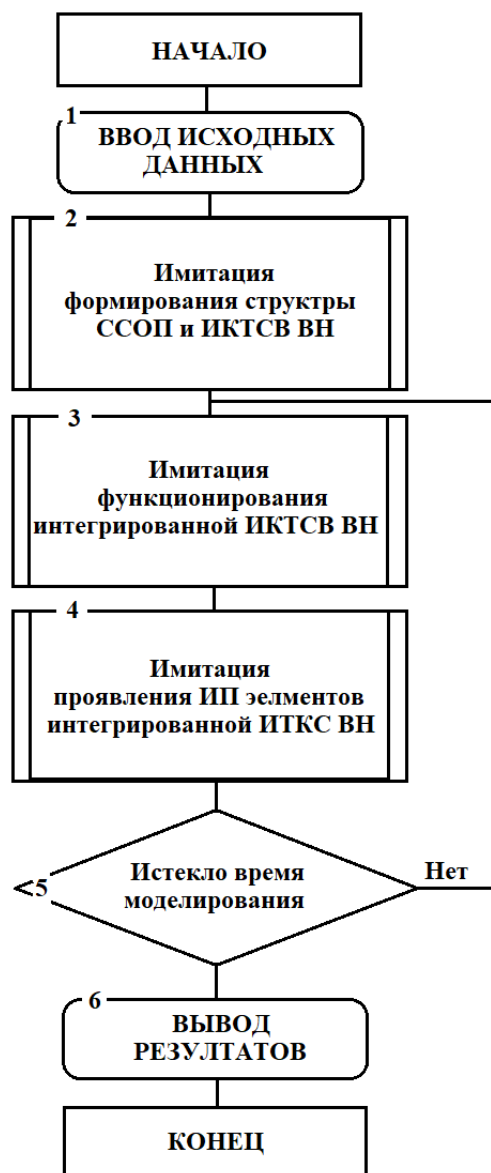 НАЧАЛО
1
ВВОД ИСХОДНЫХ
ДАННЫХ
2
Имитация
формирования структры
ССОП и ИКТСВ ВН
3
Имитация
функционирования
интегрированной ИКТСВ ВН
4
Имитация
проявления ИП эелментов
интегрированной ИТКС ВН
5
Истекло время
моделирования
Нет
6
ВЫВОД
РЕЗУЛТАТОВ
КОНЕЦ